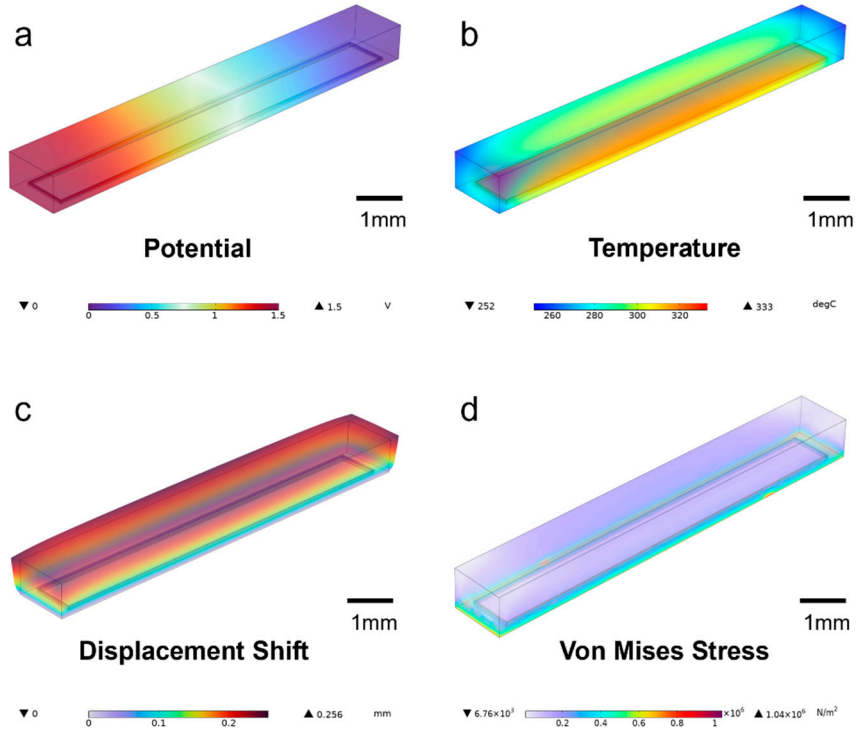 a
1mm
Potential
▼ 0
0
0.5
1
1.5
▲ 1.5
V
b
1mm
Temperature
▼ 252
260
280
300
320
▲ 333
degC
c
1mm
Displacement Shift
▼ 0
0
0.1
0.2
▲ 0.256
mm
d
1mm
Von Mises Stress
▼ 6.76×10³
0.2
0.4
0.6
0.8
1
×10⁶
▲ 1.04×10⁶
N/m²